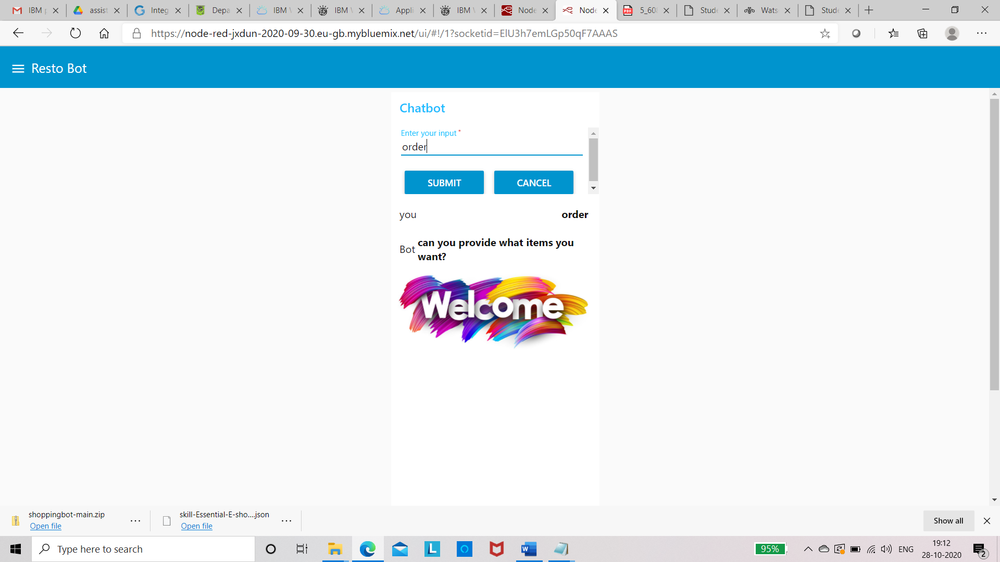 IBM p
assist
Integ
Depa
IBM W
IBM W
Appli
IBM W
Node
Node
5_608
Stude
Wats
Stude
https://node-red-jxdun-2020-09-30.eu-gb.mybluemix.net/ui/#!/1?socketid=ElU3h7emLGp50qF7AAAS
Resto Bot
Chatbot
Enter your input *
order
SUBMIT CANCEL
you order
Bot can you provide what items you
want?
Welcome
shoppingbot-main.zip
Open file
skill-Essential-E-sho....json
Open file
Show all
Type here to search
95%
ENG
19:12
28-10-2020
2